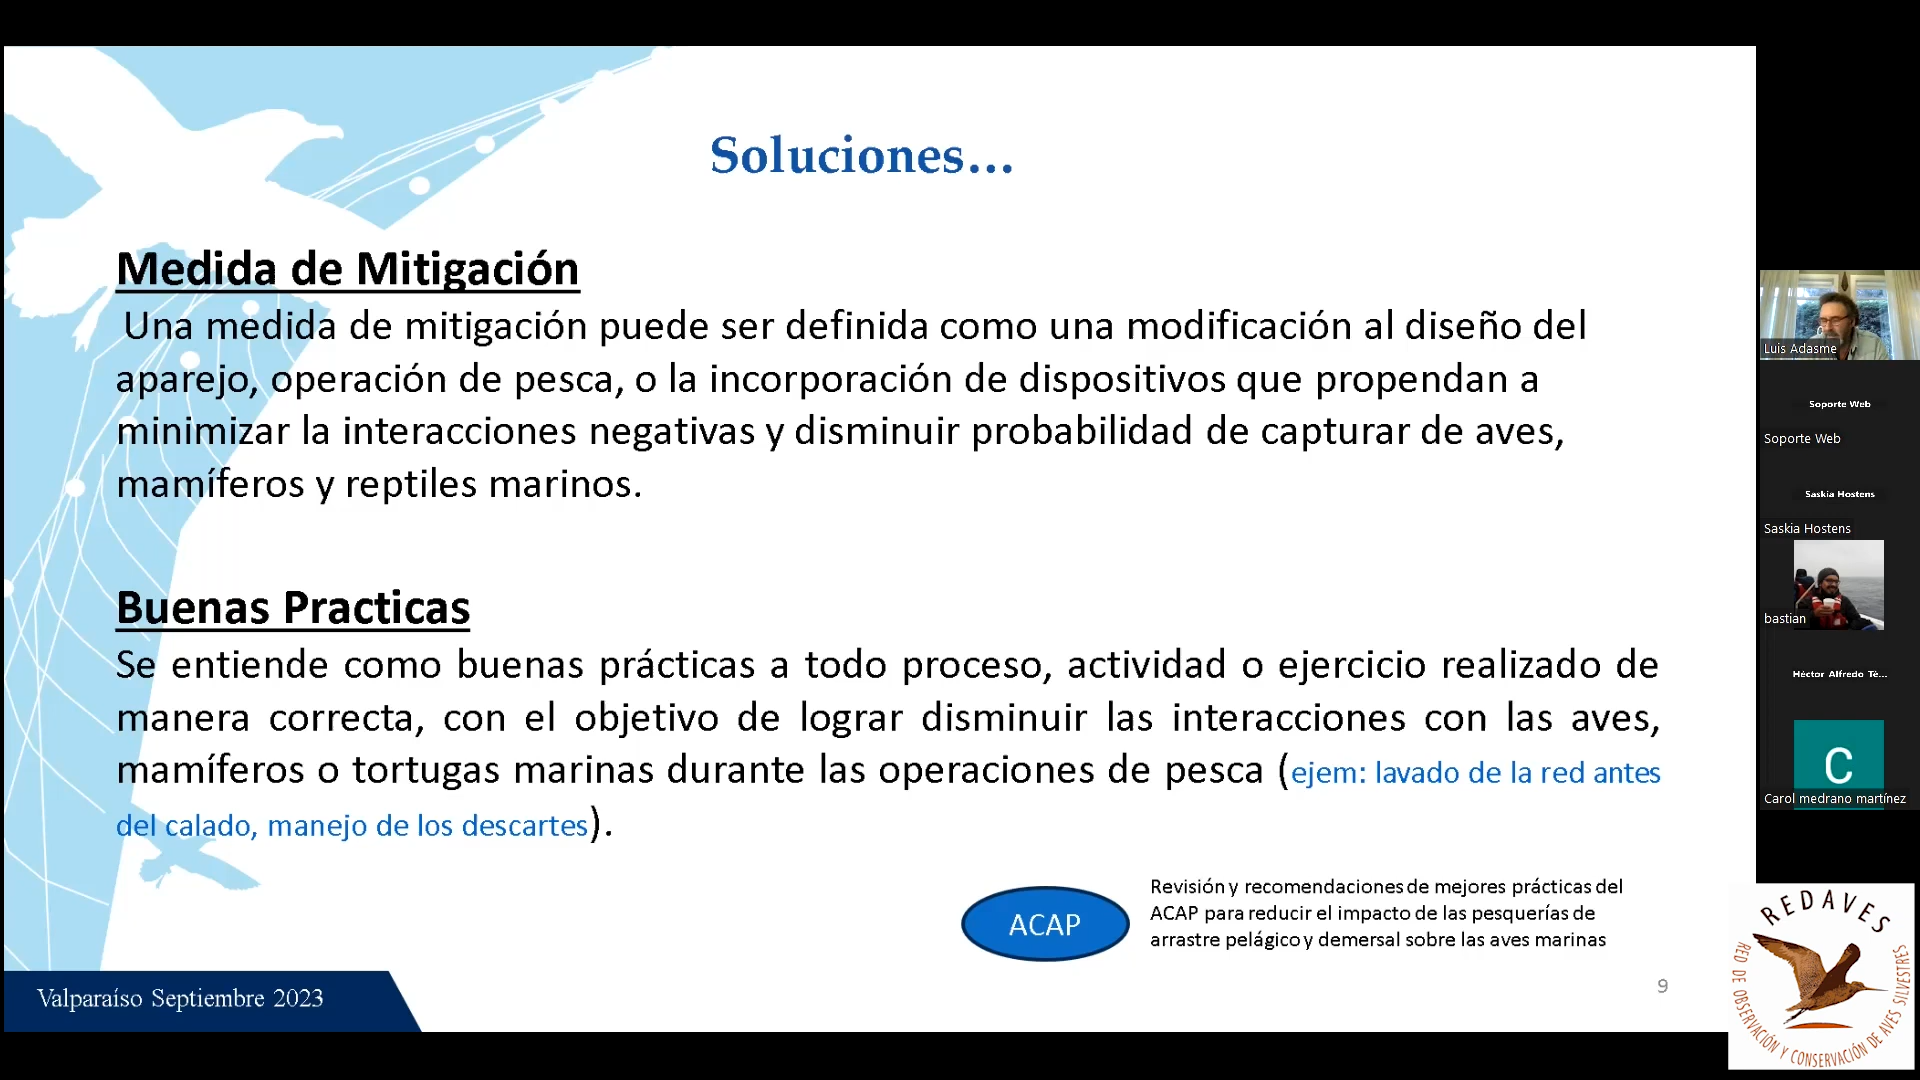 Soluciones...
Medida de Mitigación
Una medida de mitigación puede ser definida como una modificación al diseño del
aparejo, operación de pesca, o la incorporación de dispositivos que propendan a
minimizar la interacciones negativas y disminuir probabilidad de capturar de aves,
mamíferos y reptiles marinos.
Buenas Practicas
Se entiende como buenas prácticas a todo proceso, actividad o ejercicio realizado de
manera correcta, con el objetivo de lograr disminuir las interacciones con las aves,
mamíferos o tortugas marinas durante las operaciones de pesca (ejem: lavado de la red antes
del calado, manejo de los descartes).
ACAP
Revisión y recomendaciones de mejores prácticas del
ACAP para reducir el impacto de las pesquerías de
arrastre pelágico y demersal sobre las aves marinas
Valparaíso Septiembre 2023
9
Luis Adasme
Soporte Web
Soporte Web
Saskia Hostens
Saskia Hostens
bastian
Héctor Alfredo Té...
C
Carol medrano martínez
REDAVES
RED DE OBSERVACIÓN Y CONSERVACIÓN DE AVES SILVESTRES